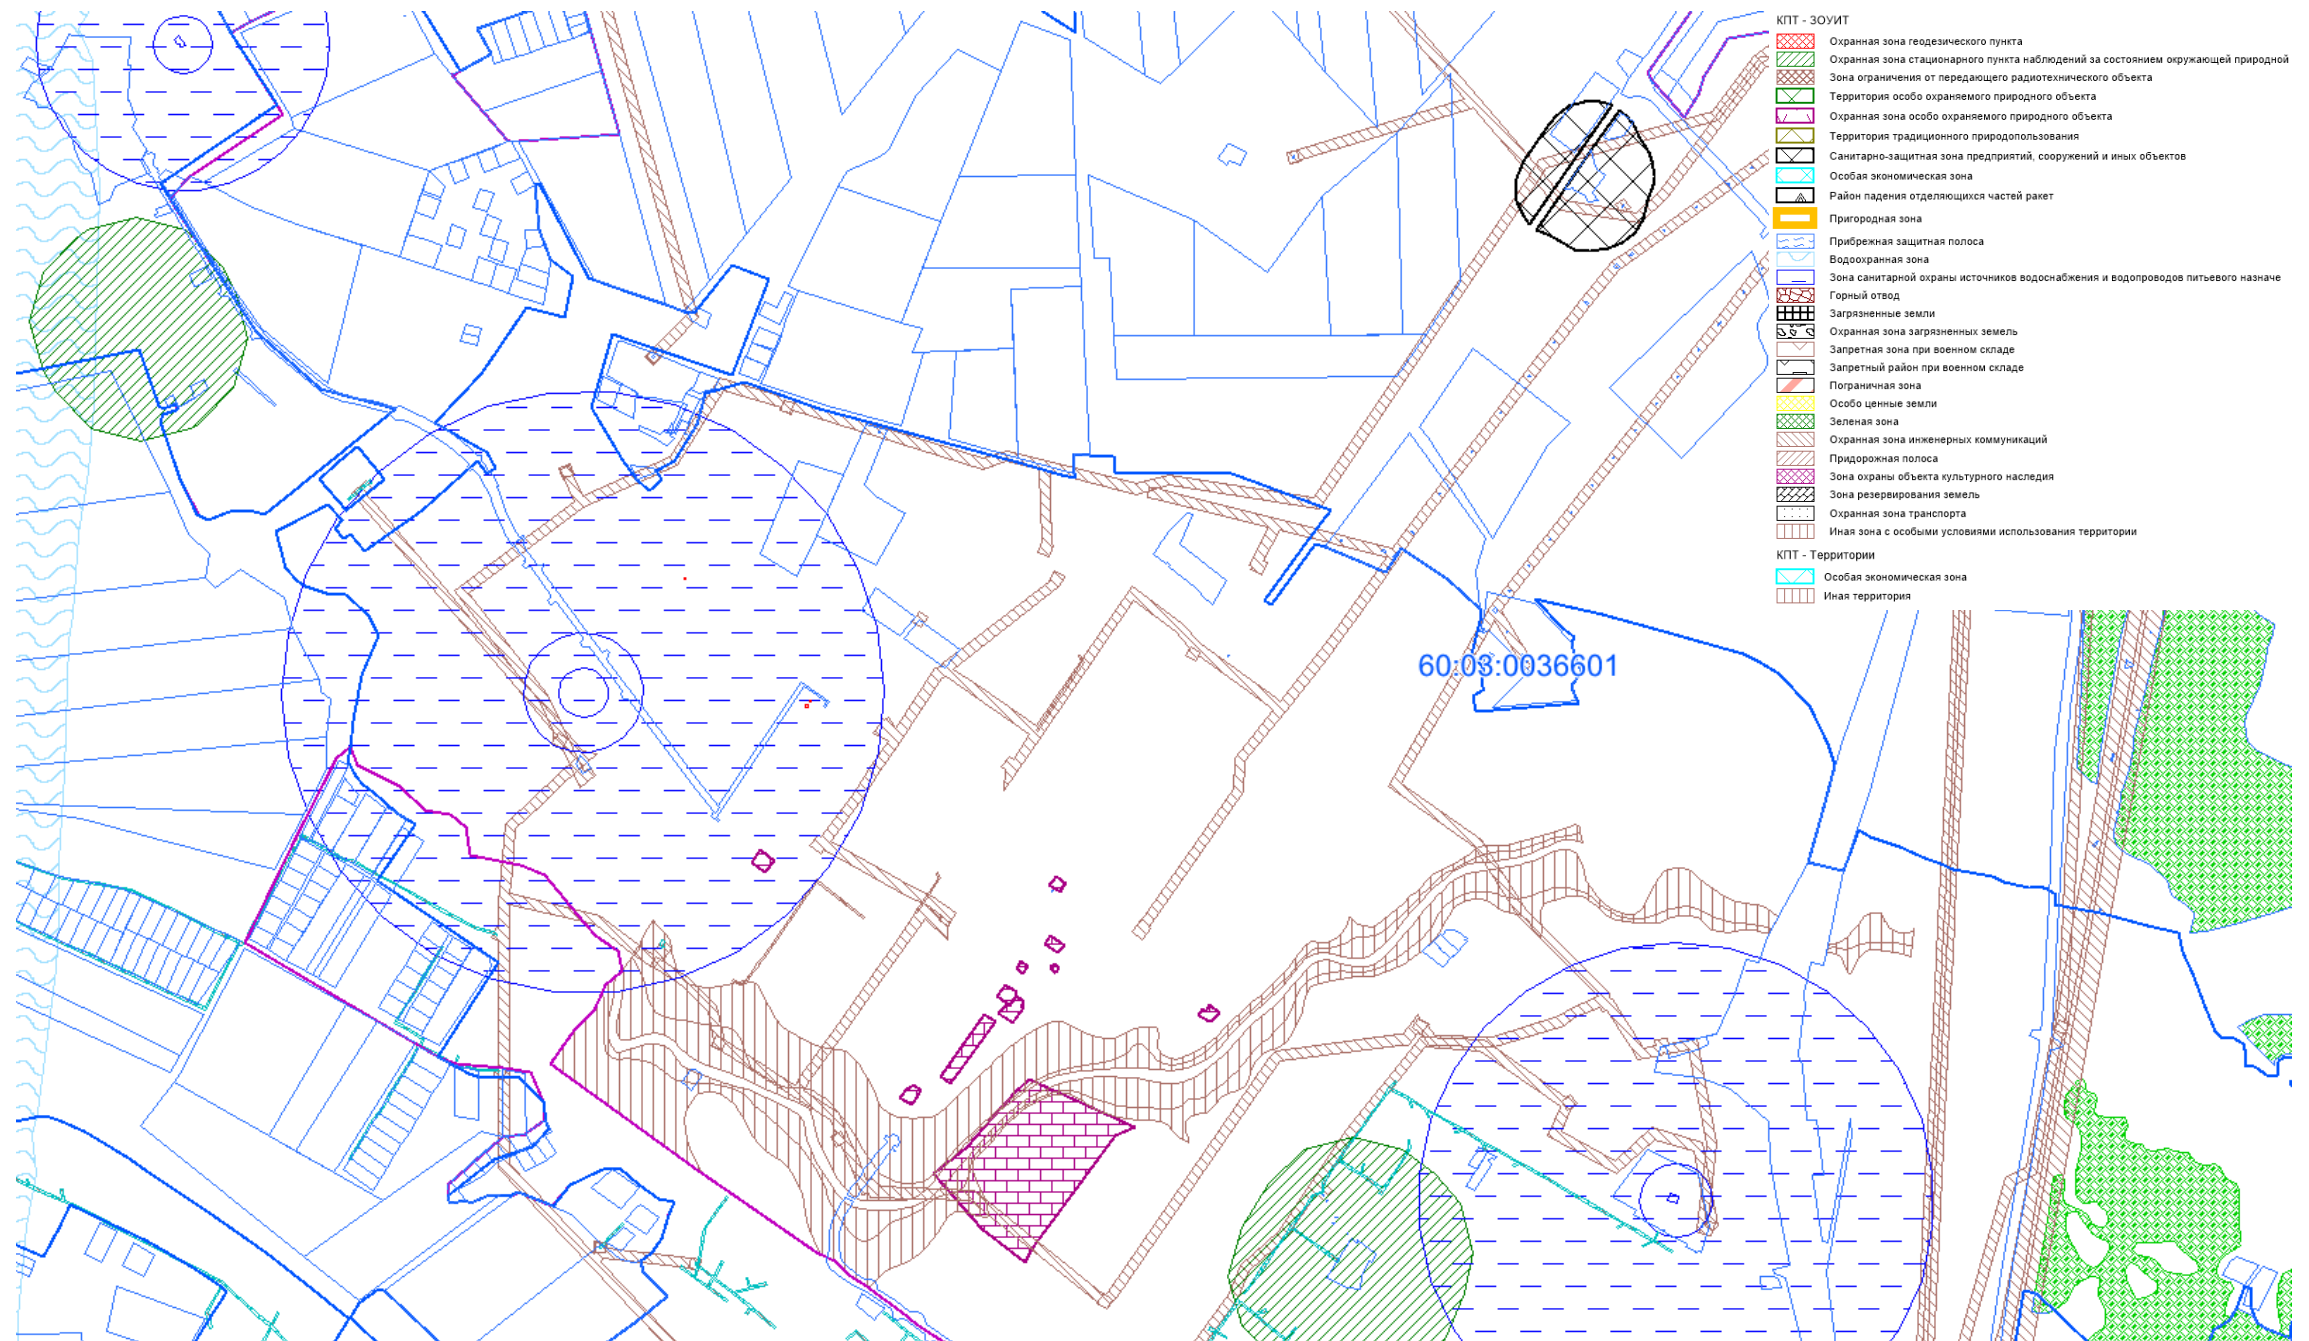 КПТ - ЗОУИТ
Охранная зона геодезического пункта
Охранная зона стационарного пункта наблюдений за состоянием окружающей природной
Зона ограничения от передающего радиотехнического объекта
Территория особо охраняемого природного объекта
Охранная зона особо охраняемого природного объекта
Территория традиционного природопользования
Санитарно-защитная зона предприятий, сооружений и иных объектов
Особая экономическая зона
Район падения отделяющихся частей ракет
Пригородная зона
Прибрежная защитная полоса
Водоохранная зона
Зона санитарной охраны источников водоснабжения и водопроводов питьевого назначе
Горный отвод
Загрязненные земли
Охранная зона загрязненных земель
Запретная зона при военном складе
Запретный район при военном складе
Пограничная зона
Особо ценные земли
Зеленая зона
Охранная зона инженерных коммуникаций
Придорожная полоса
Зона охраны объекта культурного наследия
Зона резервирования земель
Охранная зона транспорта
Иная зона с особыми условиями использования территории
КПТ - Территории
Особая экономическая зона
Иная территория
60:03:0036601